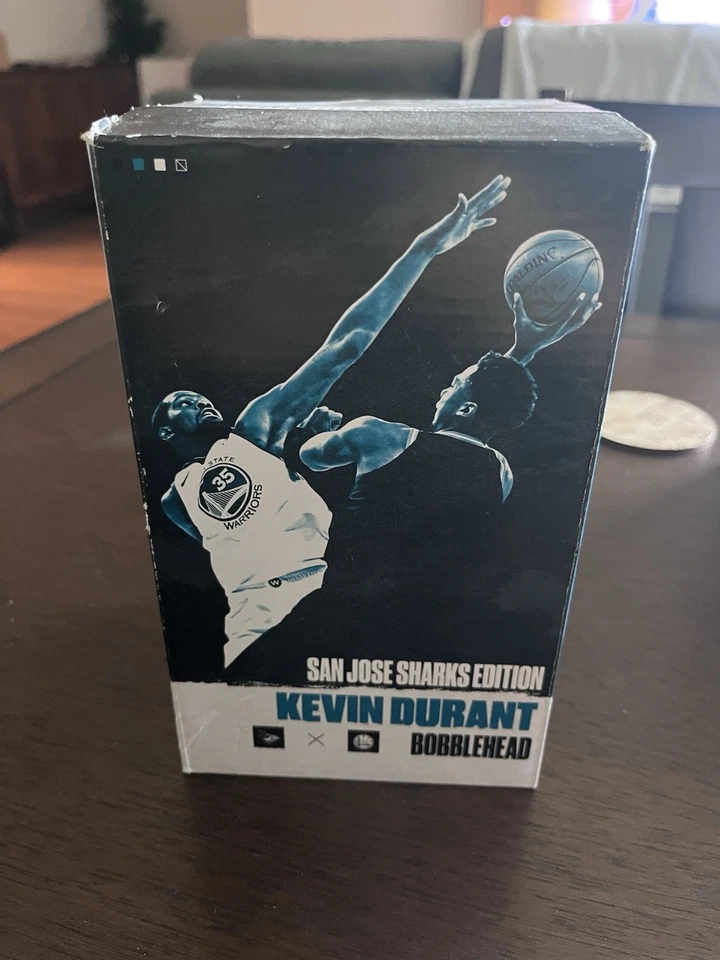 SPALDING
STATE
35
WARRIORS
W
SAN JOSE SHARKS EDITION
KEVIN DURANT
X
BOBBLEHEAD